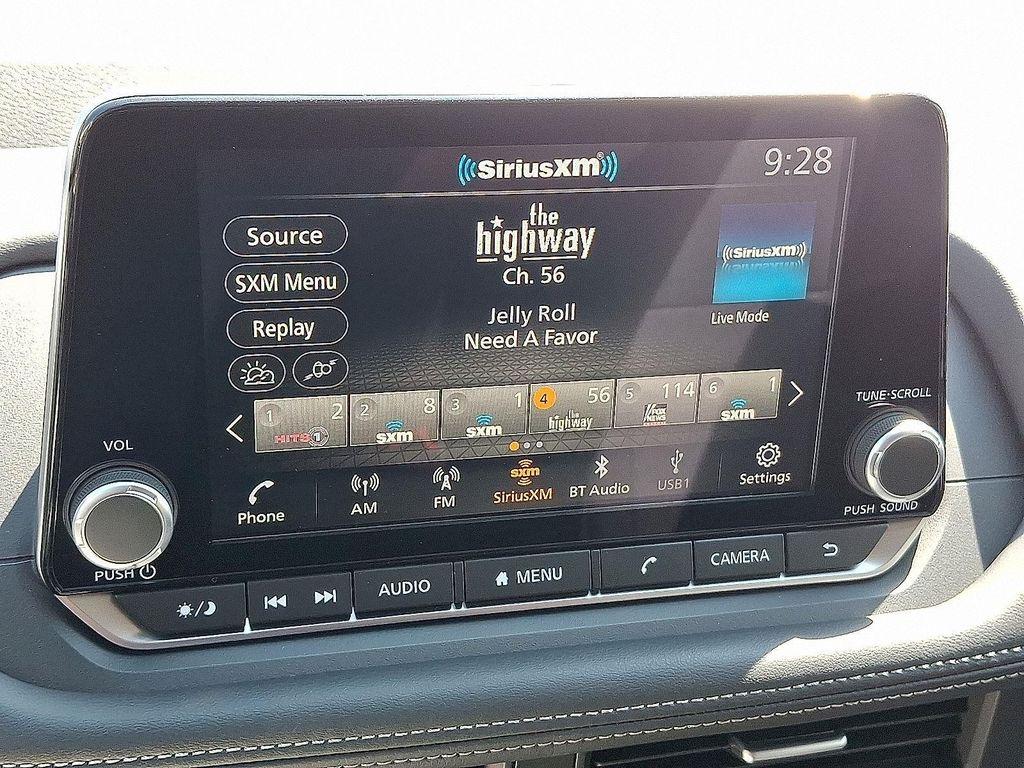 SiriusXM
9:28
Source
SXM Menu
Replay
the
highway
Ch. 56
Jelly Roll
Need A Favor
SiriusXM
Live Mode
1 2
HITS 1
2 8
sxm
3 1
sxm
4 56
the
highway
5 114
FOX
NEWS
6 1
sxm
Phone
AM
FM
sxm
SiriusXM
BT Audio
USB1
Settings
VOL
PUSH
TUNE·SCROLL
PUSH SOUND
AUDIO
MENU
CAMERA